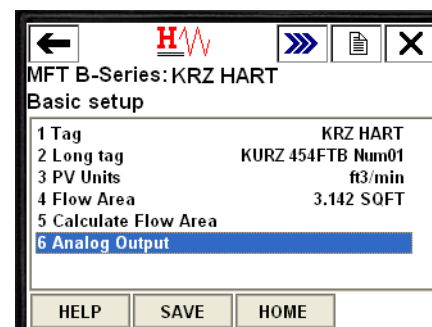 H
MFT B-Series: KRZ HART
Basic setup
1 Tag KRZ HART
2 Long tag KURZ 454FTB Num01
3 PV Units ft3/min
4 Flow Area 3.142 SQFT
5 Calculate Flow Area
6 Analog Output
HELP SAVE HOME